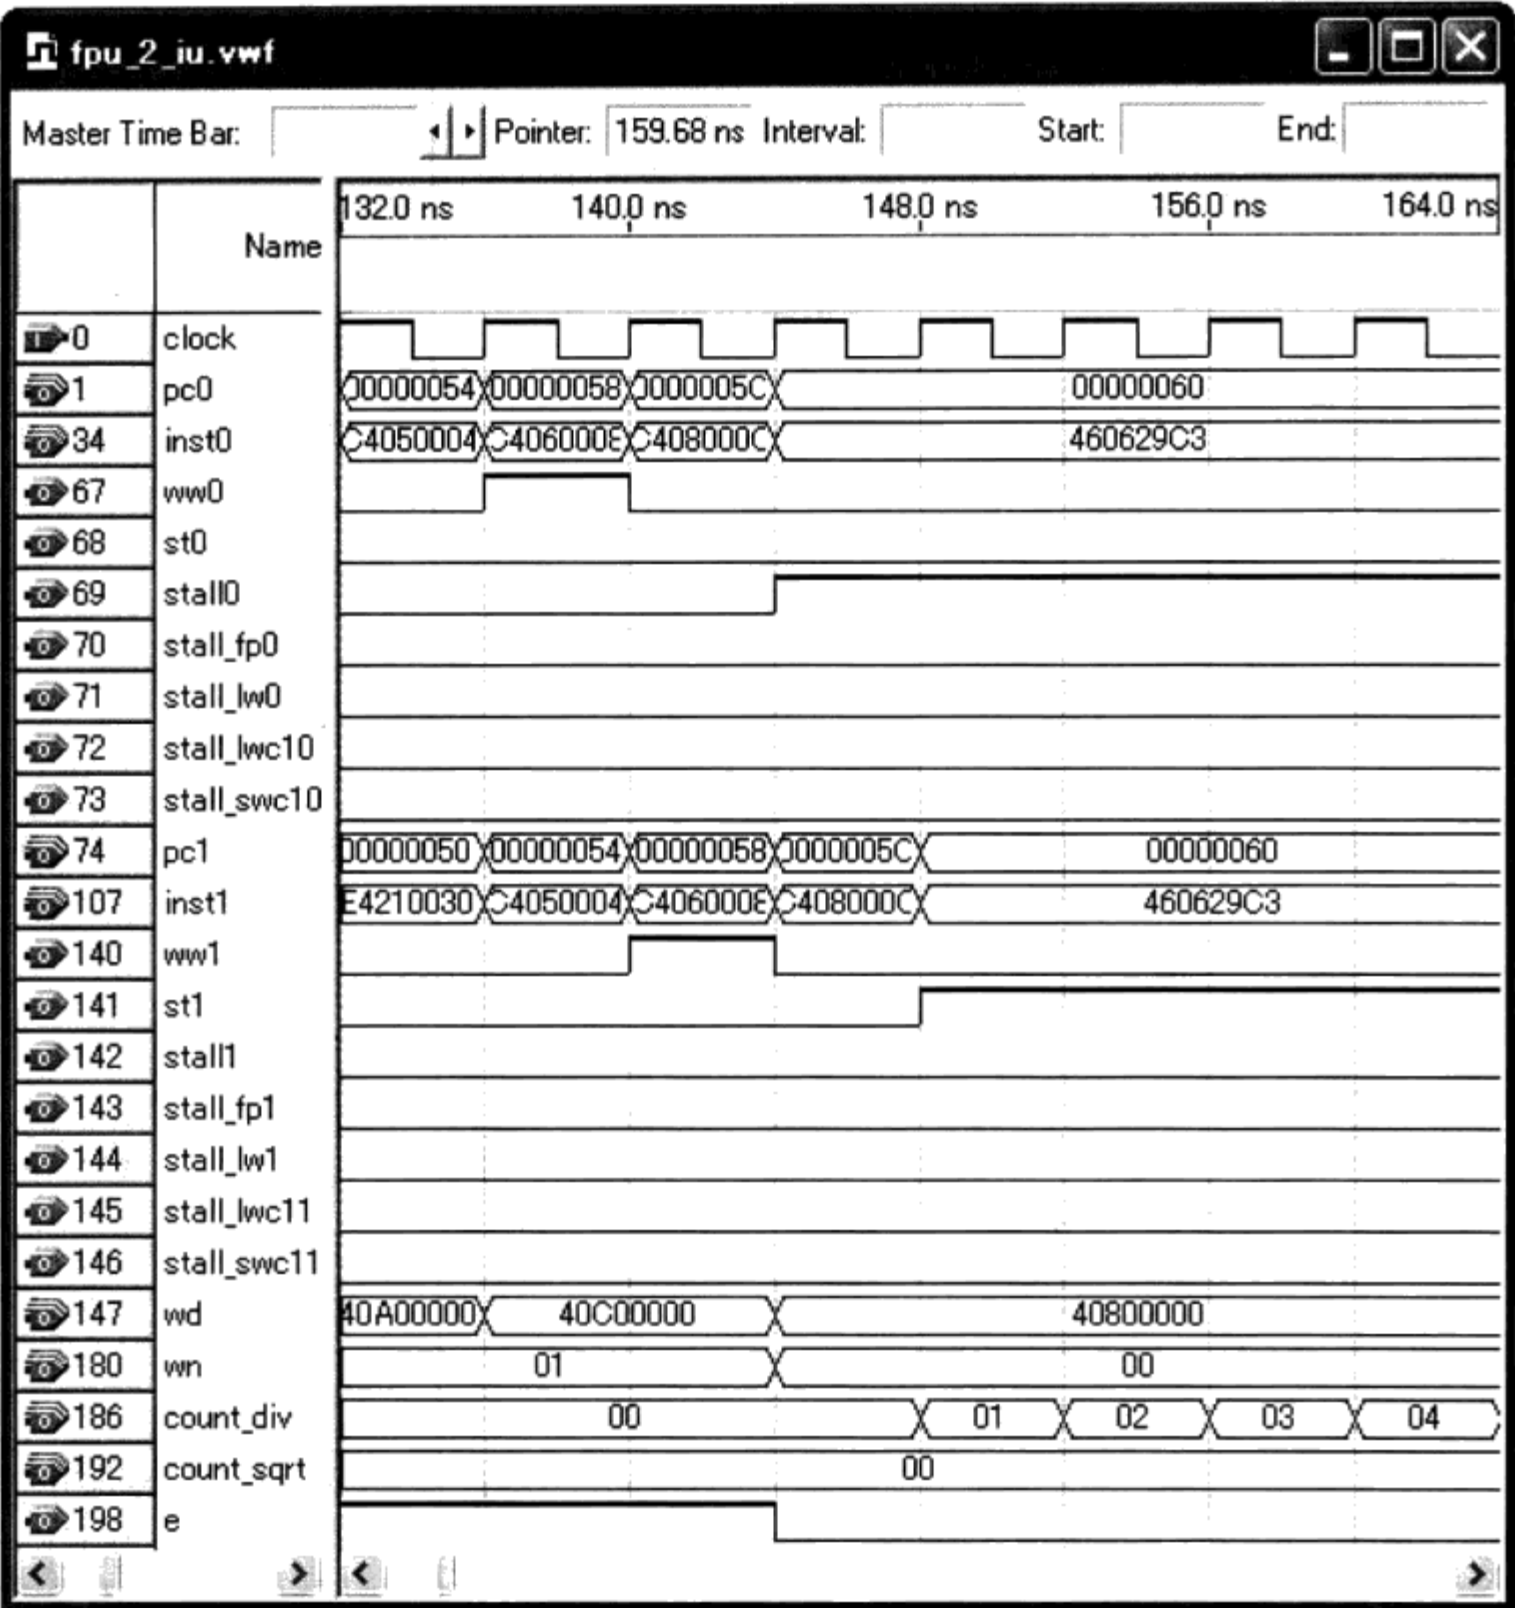 fpu_2_iu.vwf
Master Time Bar: Pointer: 159.68 ns Interval: Start: End:
132.0 ns 140.0 ns 148.0 ns 156.0 ns 164.0 ns
Name
0 clock
1 pc0 00000054 00000058 0000005C 00000060
34 inst0 C4050004 C4060008 C408000C 460629C3
67 ww0
68 st0
69 stall0
70 stall_fp0
71 stall_lw0
72 stall_lwc10
73 stall_swc10
74 pc1 00000050 00000054 00000058 0000005C 00000060
107 inst1 E4210030 C4050004 C4060008 C408000C 460629C3
140 ww1
141 st1
142 stall1
143 stall_fp1
144 stall_lw1
145 stall_lwc11
146 stall_swc11
147 wd 40A00000 40C00000 40800000
180 wn 01 00
186 count_div 00 01 02 03 04
192 count_sqrt 00
198 e